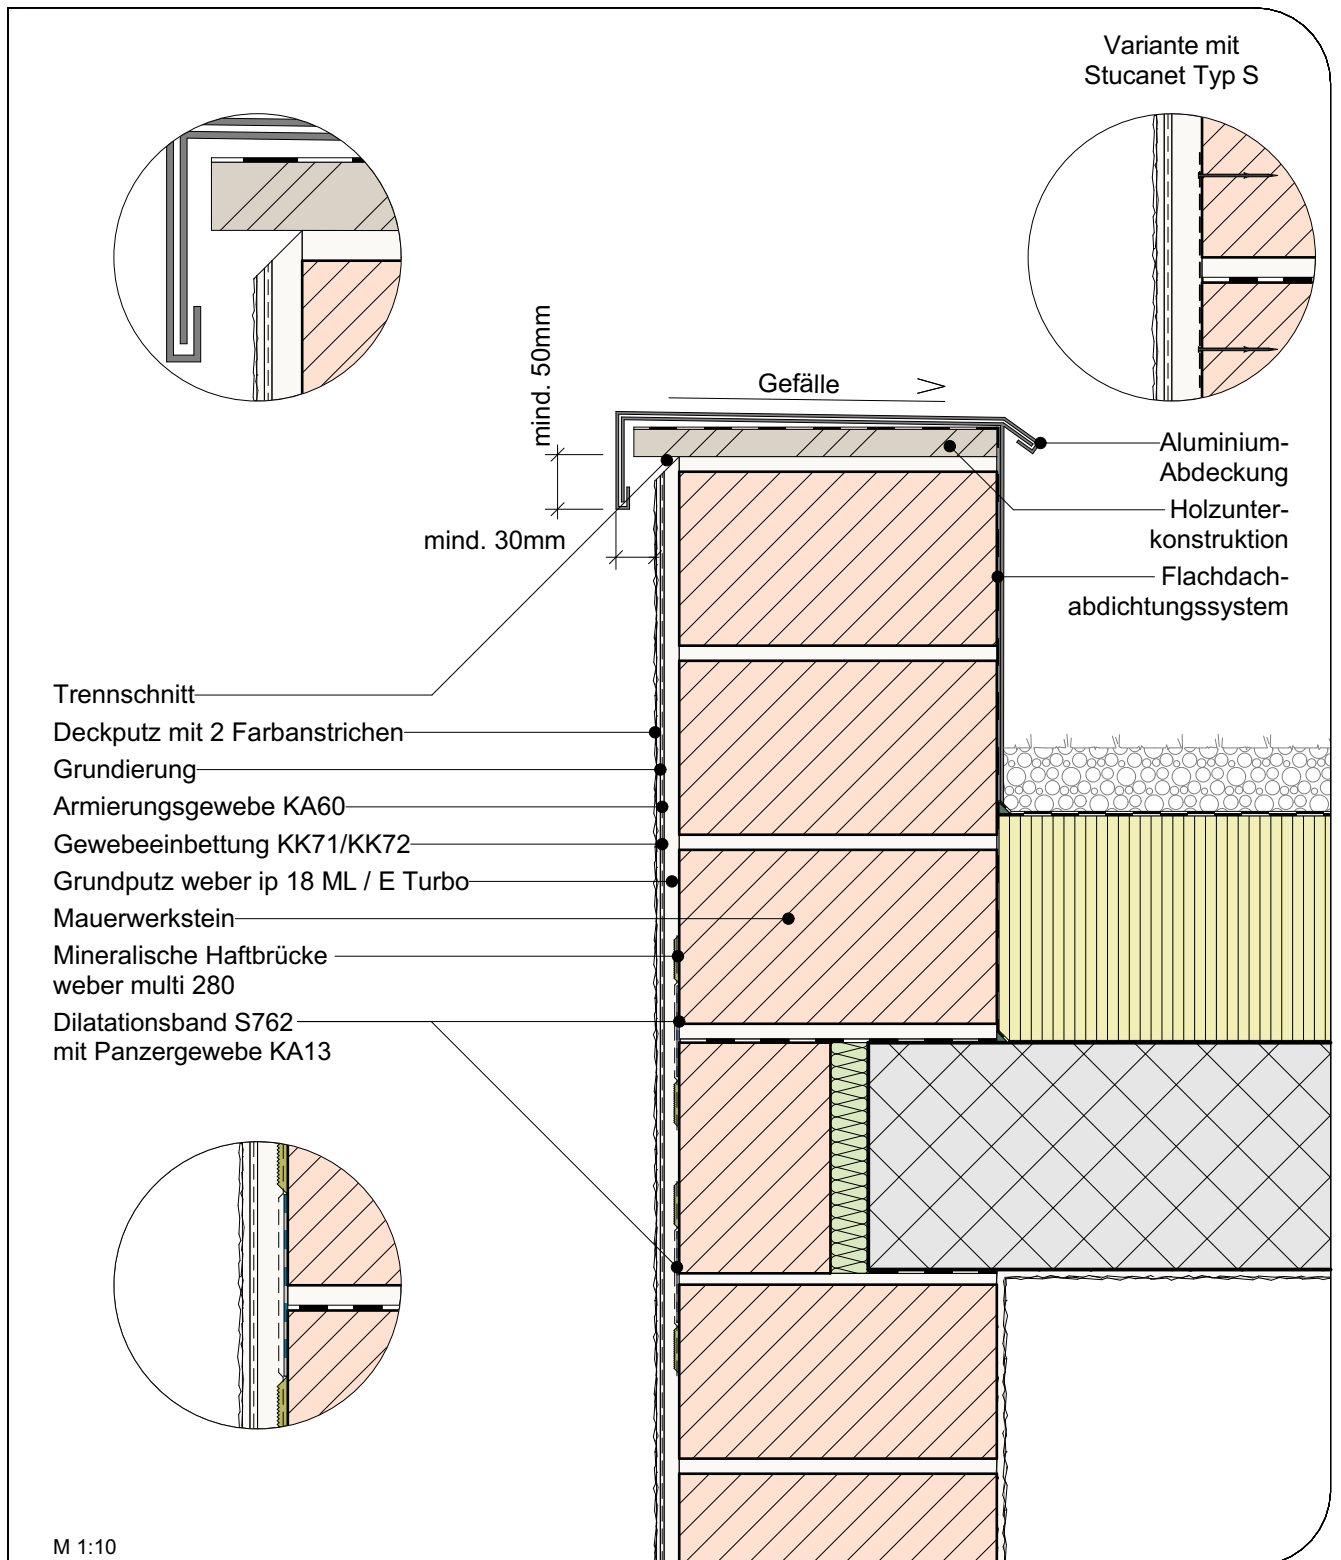 Variante mit
Stucanet Typ S
mind. 50mm
Gefälle
Aluminium-
Abdeckung
Holzunter-
konstruktion
Flachdach-
abdichtungssystem
mind. 30mm
Trennschnitt
Deckputz mit 2 Farbanstrichen
Grundierung
Armierungsgewebe KA60
Gewebeeinbettung KK71/KK72
Grundputz weber ip 18 ML / E Turbo
Mauerwerkstein
Mineralische Haftbrücke
weber multi 280
Dilatationsband S762
mit Panzergewebe KA13
M 1:10